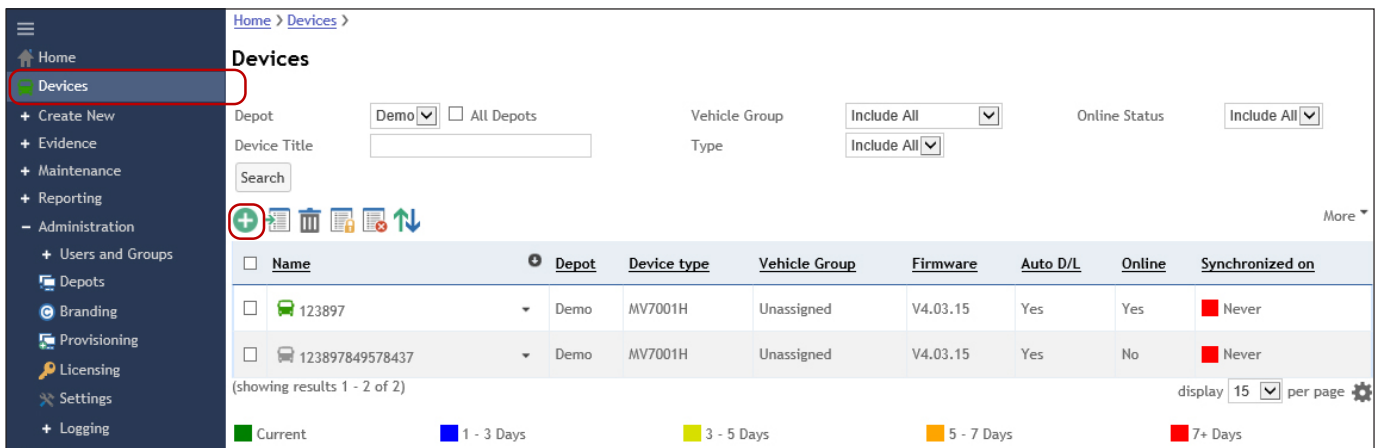 Home > Devices >
Home
Devices
Devices
+ Create New
+ Evidence
+ Maintenance
+ Reporting
− Administration
+ Users and Groups
Depots
Branding
Provisioning
Licensing
Settings
+ Logging
Depot Demo All Depots Vehicle Group Include All Online Status Include All
Device Title Type Include All
Search
More
Name Depot Device type Vehicle Group Firmware Auto D/L Online Synchronized on
123897 Demo MV7001H Unassigned V4.03.15 Yes Yes Never
123897849578437 Demo MV7001H Unassigned V4.03.15 Yes No Never
(showing results 1 - 2 of 2) display 15 per page
Current 1 - 3 Days 3 - 5 Days 5 - 7 Days 7+ Days